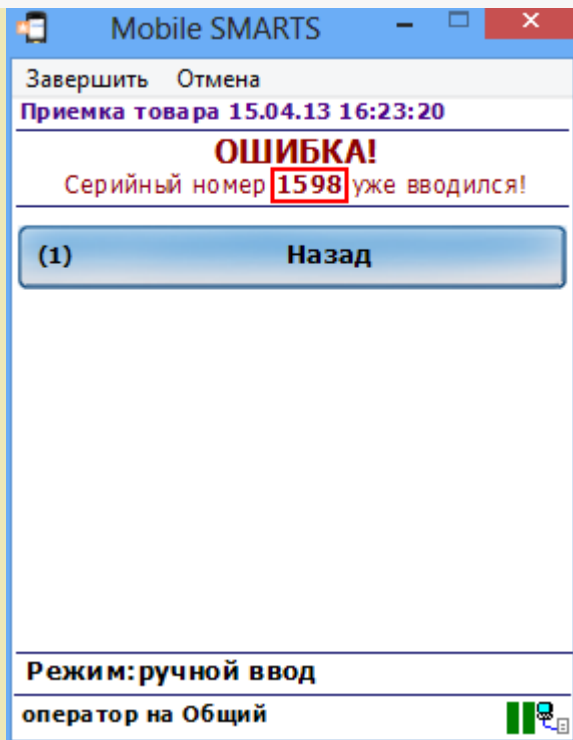 Mobile SMARTS
Завершить Отмена
Приемка товара 15.04.13 16:23:20
ОШИБКА!
Серийный номер 1598 уже вводился!
(1) Назад
Режим:ручной ввод
оператор на Общий